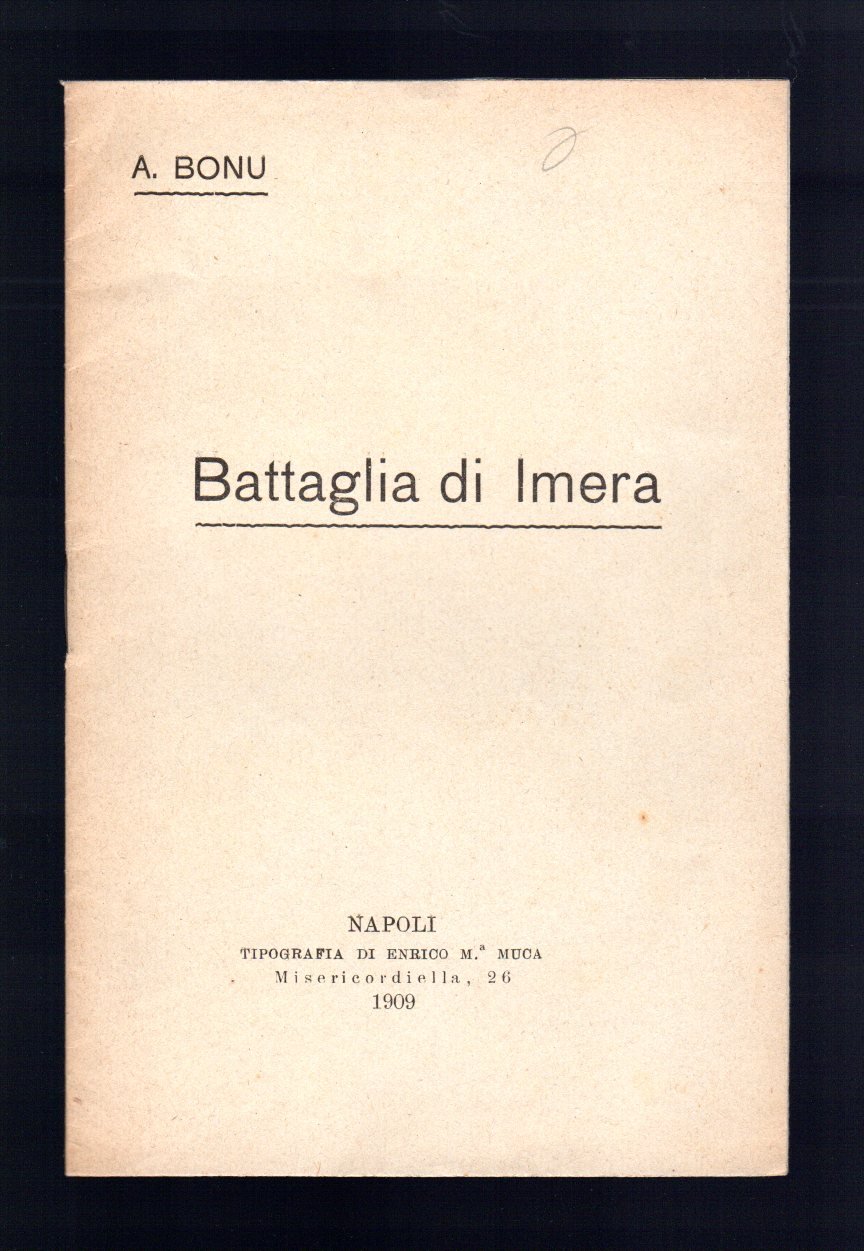 A. BONU
Battaglia di Imera
NAPOLI
TIPOGRAFIA DI ENRICO M.ª MUCA
Misericordiella, 26
1909